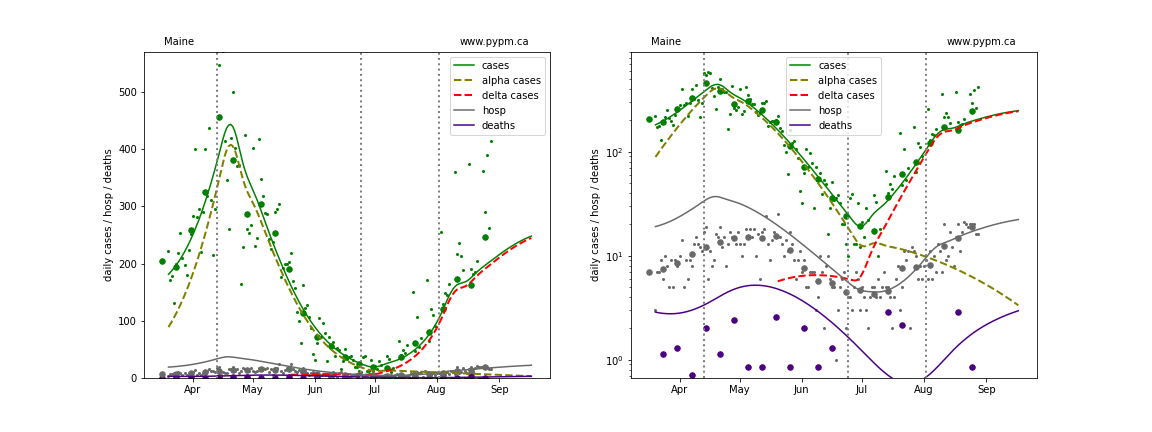 Maine
www.pypm.ca
cases
alpha cases
delta cases
hosp
deaths
daily cases / hosp / deaths
500
400
300
200
100
0
Apr
May
Jun
Jul
Aug
Sep
Maine
www.pypm.ca
cases
alpha cases
delta cases
hosp
deaths
daily cases / hosp / deaths
10²
10¹
10⁰
Apr
May
Jun
Jul
Aug
Sep